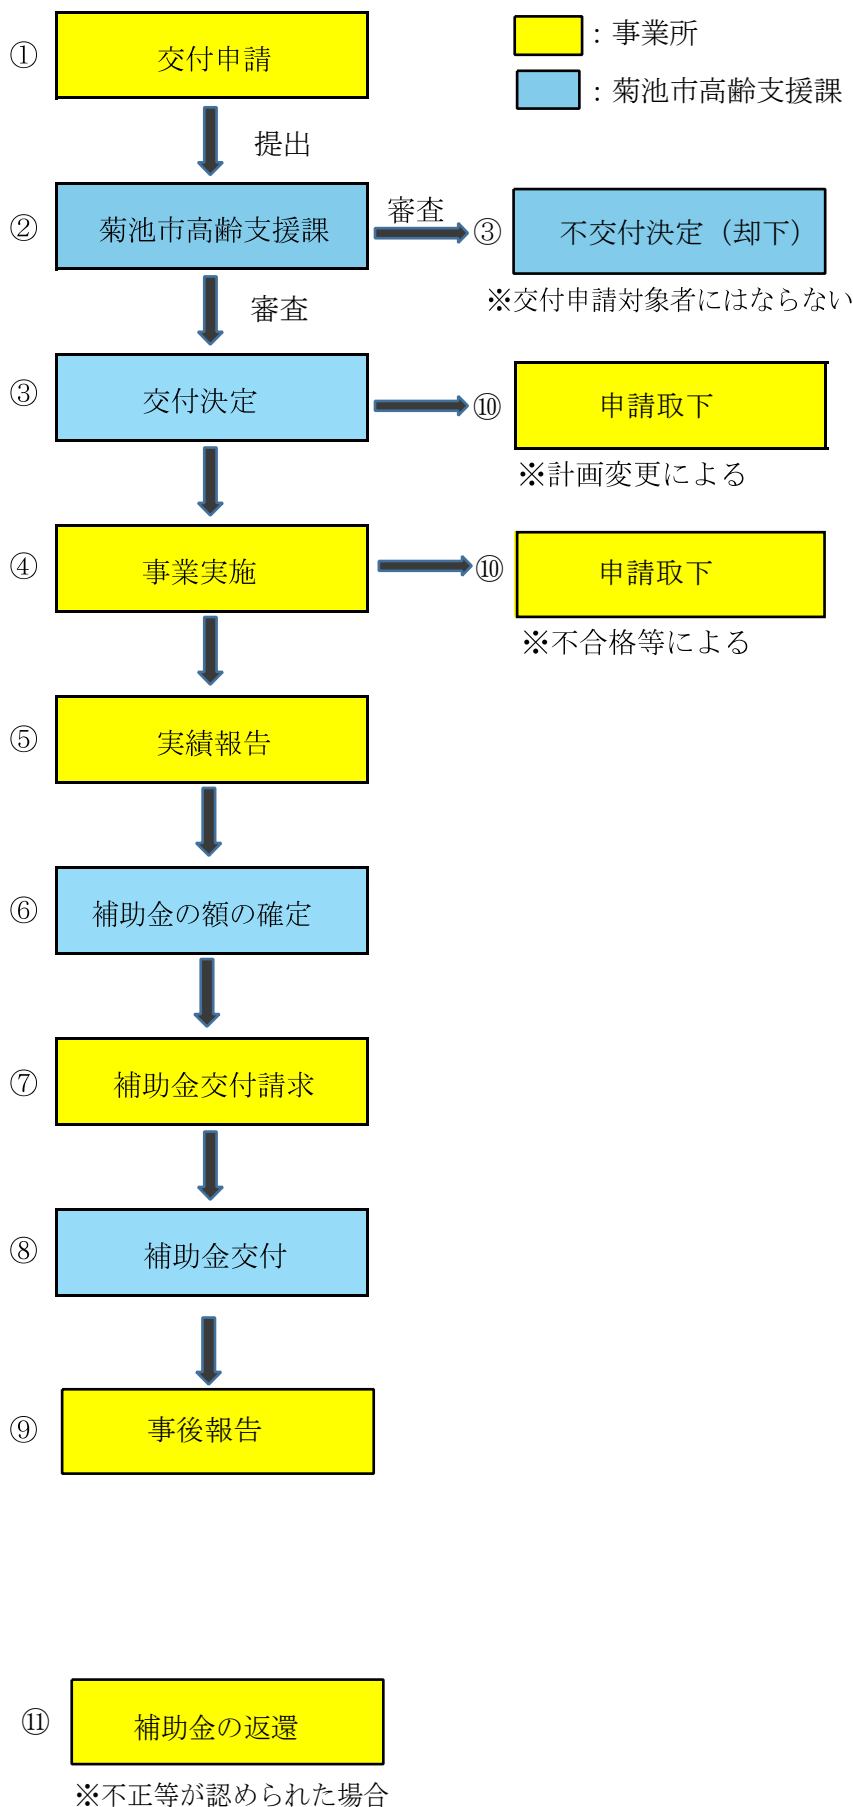 ① 交付申請
：事業所
：菊池市高齢支援課
提出
② 菊池市高齢支援課
審査
③ 不交付決定（却下）
※交付申請対象者にはならない
審査
③ 交付決定
⑩ 申請取下
※計画変更による
④ 事業実施
⑩ 申請取下
※不合格等による
⑤ 実績報告
⑥ 補助金の額の確定
⑦ 補助金交付請求
⑧ 補助金交付
⑨ 事後報告
⑪ 補助金の返還
※不正等が認められた場合